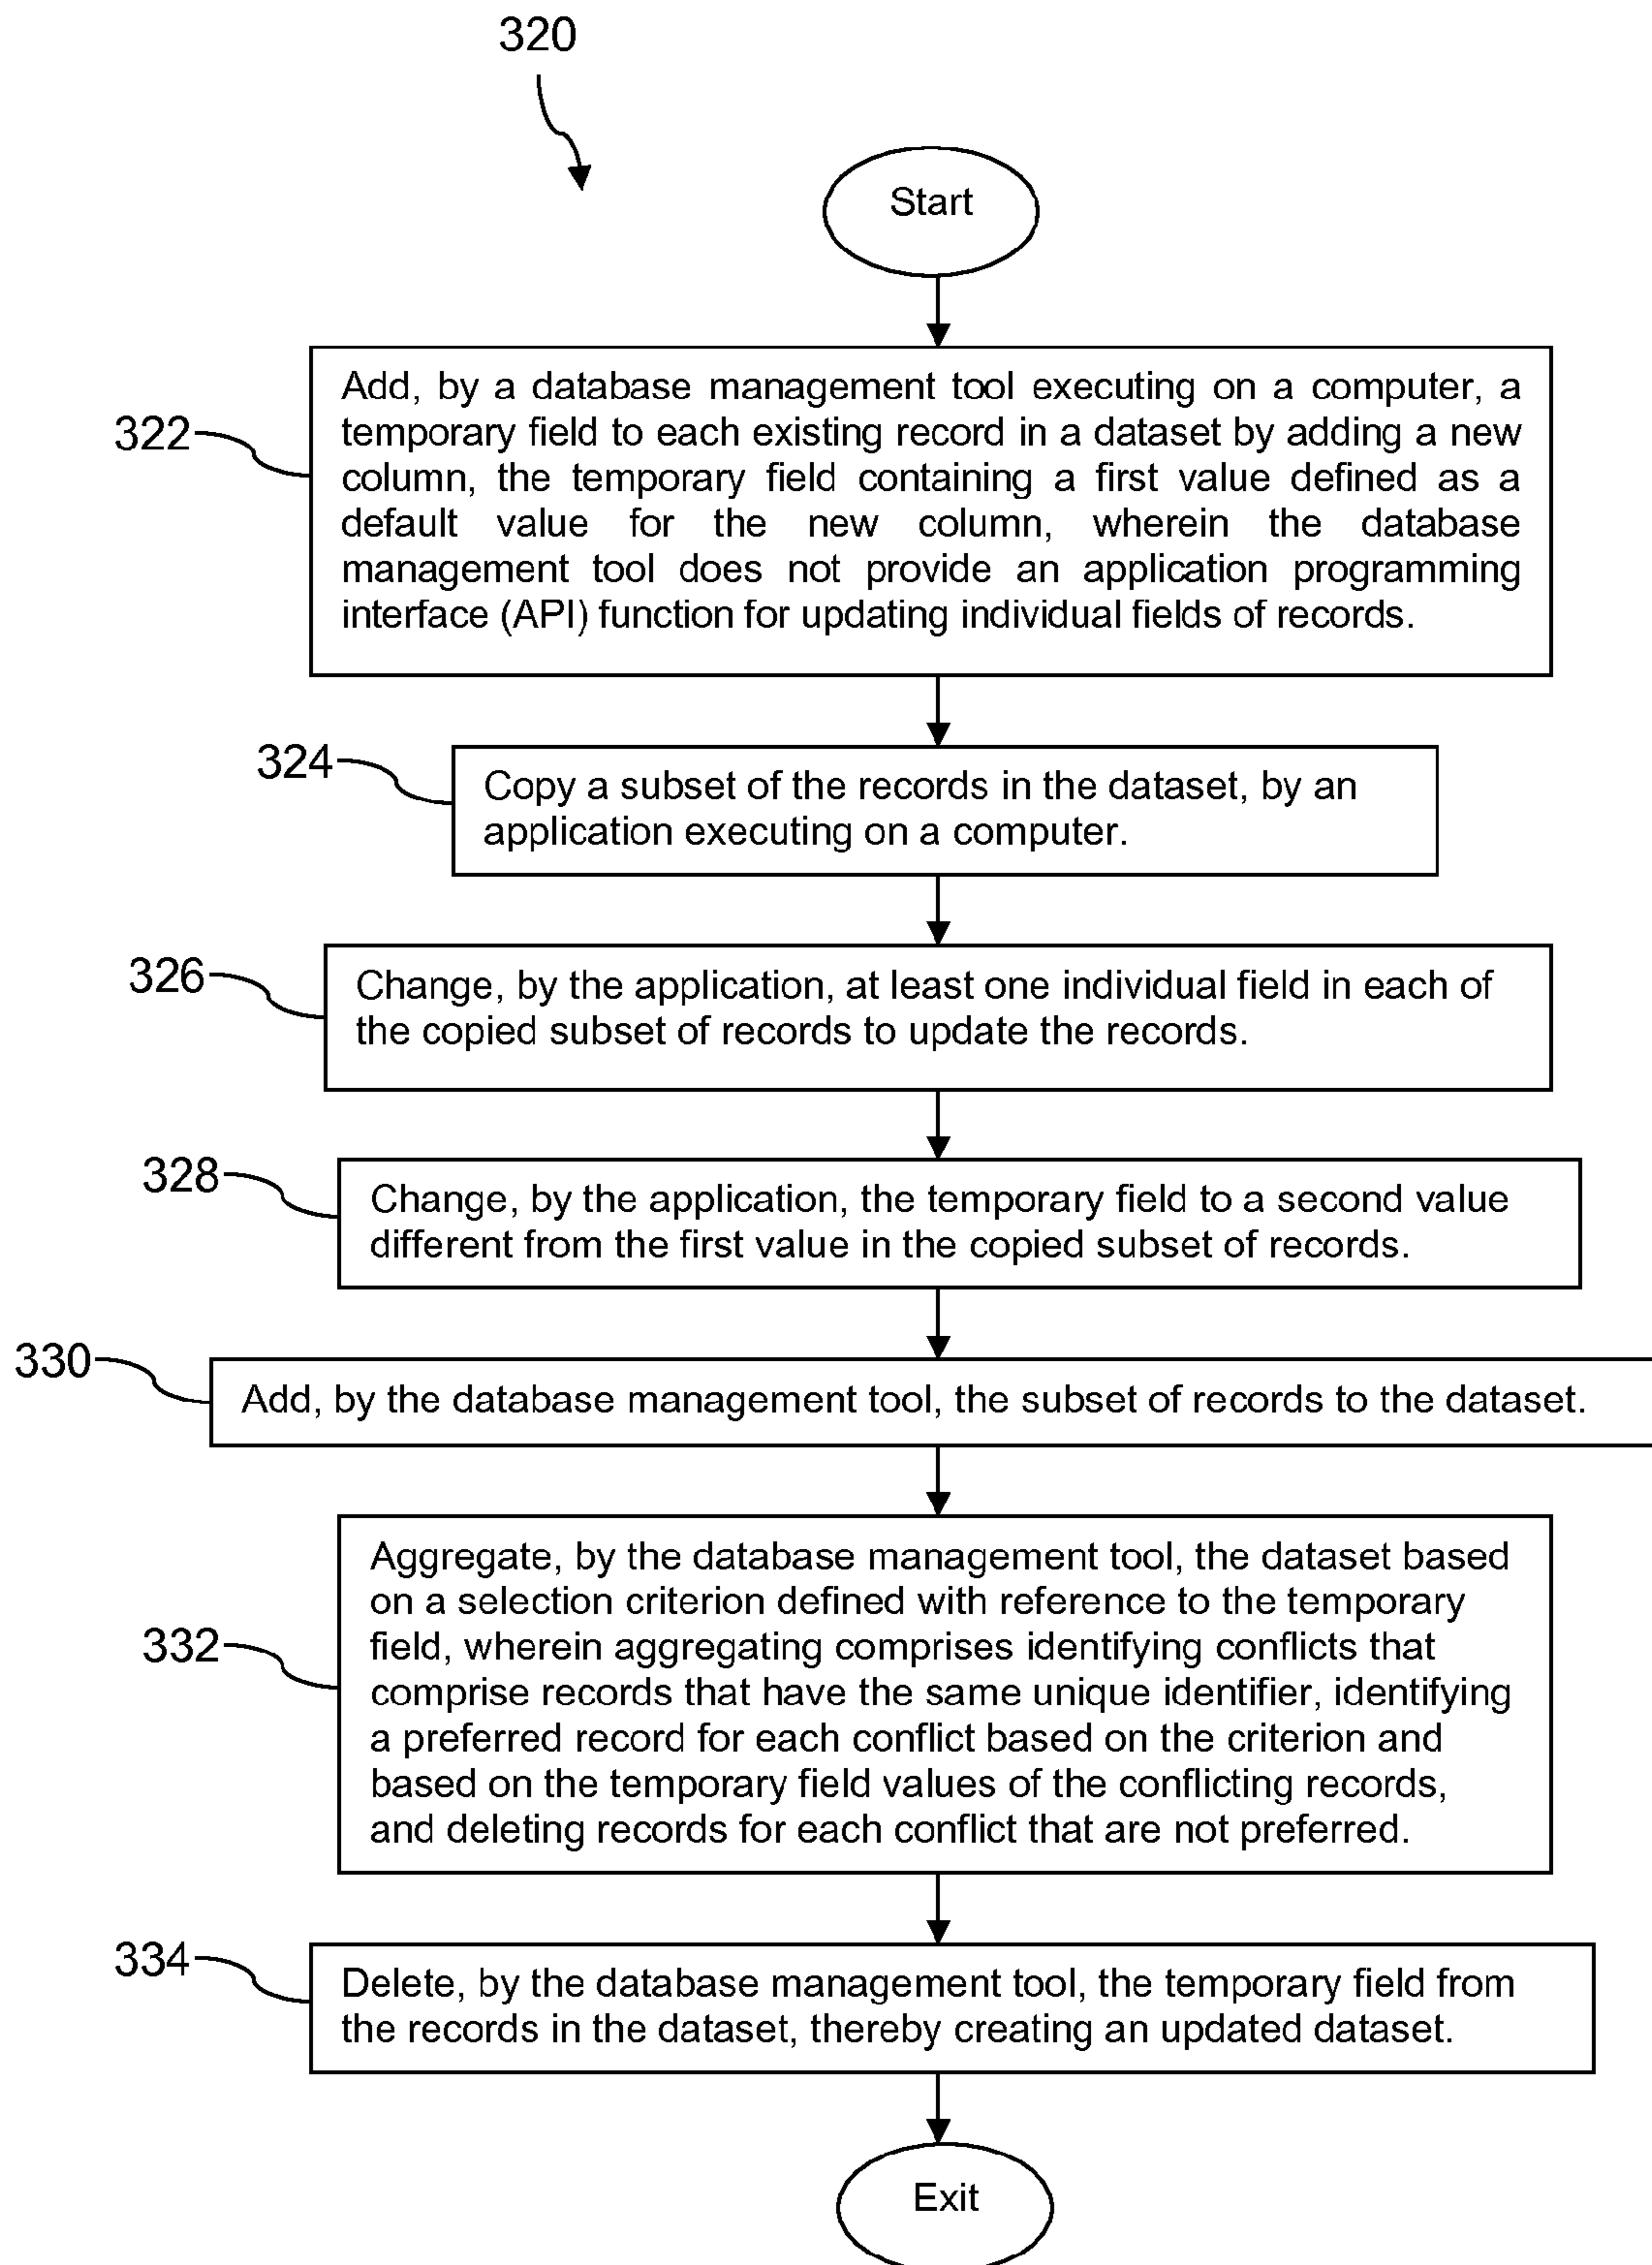 320
Start
322
Add, by a database management tool executing on a computer, a
temporary field to each existing record in a dataset by adding a new
column, the temporary field containing a first value defined as a
default value for the new column, wherein the database
management tool does not provide an application programming
interface (API) function for updating individual fields of records.
324
Copy a subset of the records in the dataset, by an
application executing on a computer.
326
Change, by the application, at least one individual field in each of
the copied subset of records to update the records.
328
Change, by the application, the temporary field to a second value
different from the first value in the copied subset of records.
330
Add, by the database management tool, the subset of records to the dataset.
332
Aggregate, by the database management tool, the dataset based
on a selection criterion defined with reference to the temporary
field, wherein aggregating comprises identifying conflicts that
comprise records that have the same unique identifier, identifying
a preferred record for each conflict based on the criterion and
based on the temporary field values of the conflicting records,
and deleting records for each conflict that are not preferred.
334
Delete, by the database management tool, the temporary field from
the records in the dataset, thereby creating an updated dataset.
Exit